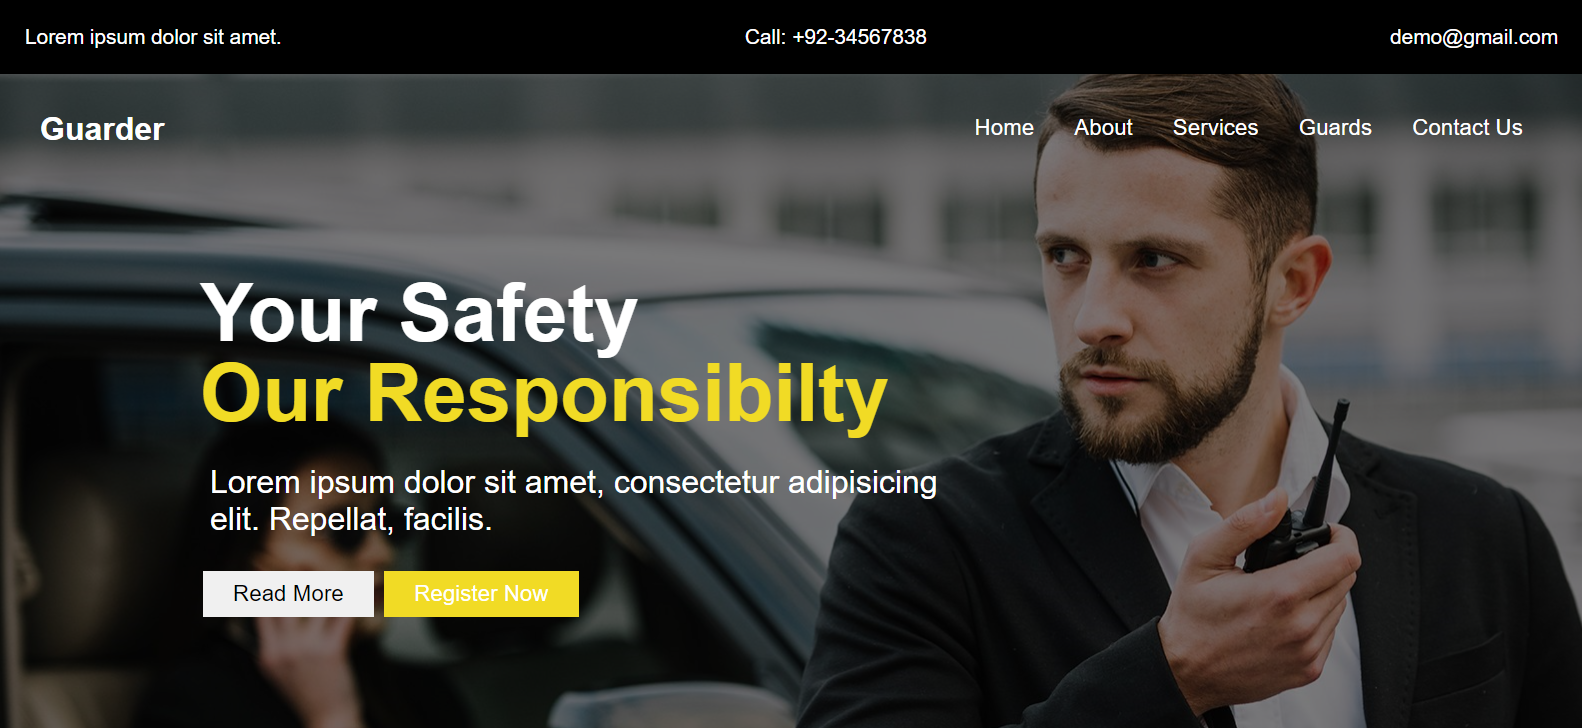 Lorem ipsum dolor sit amet.
Call: +92-34567838
demo@gmail.com
Guarder
Home
About
Services
Guards
Contact Us
Your Safety
Our Responsibilty
Lorem ipsum dolor sit amet, consectetur adipisicing
elit. Repellat, facilis.
Read More
Register Now